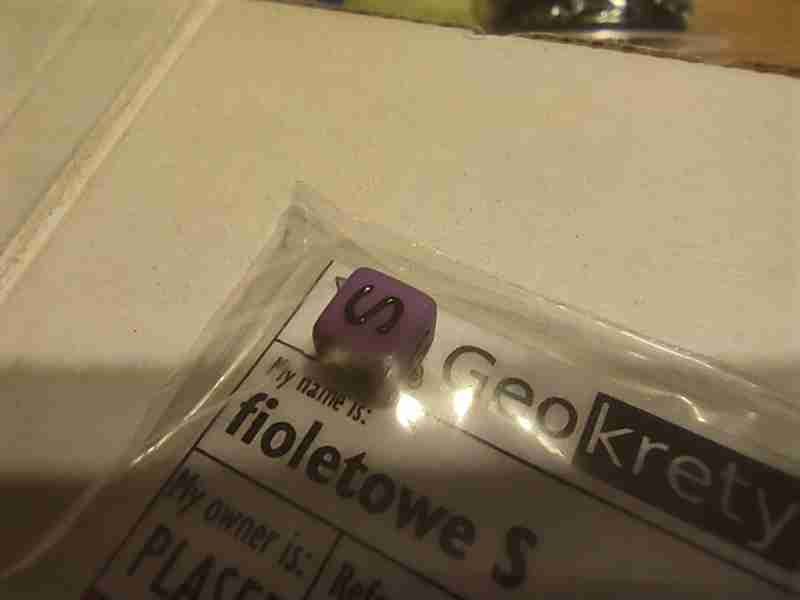 S
Geokrety
My name is:
fioletowe S
My owner is: